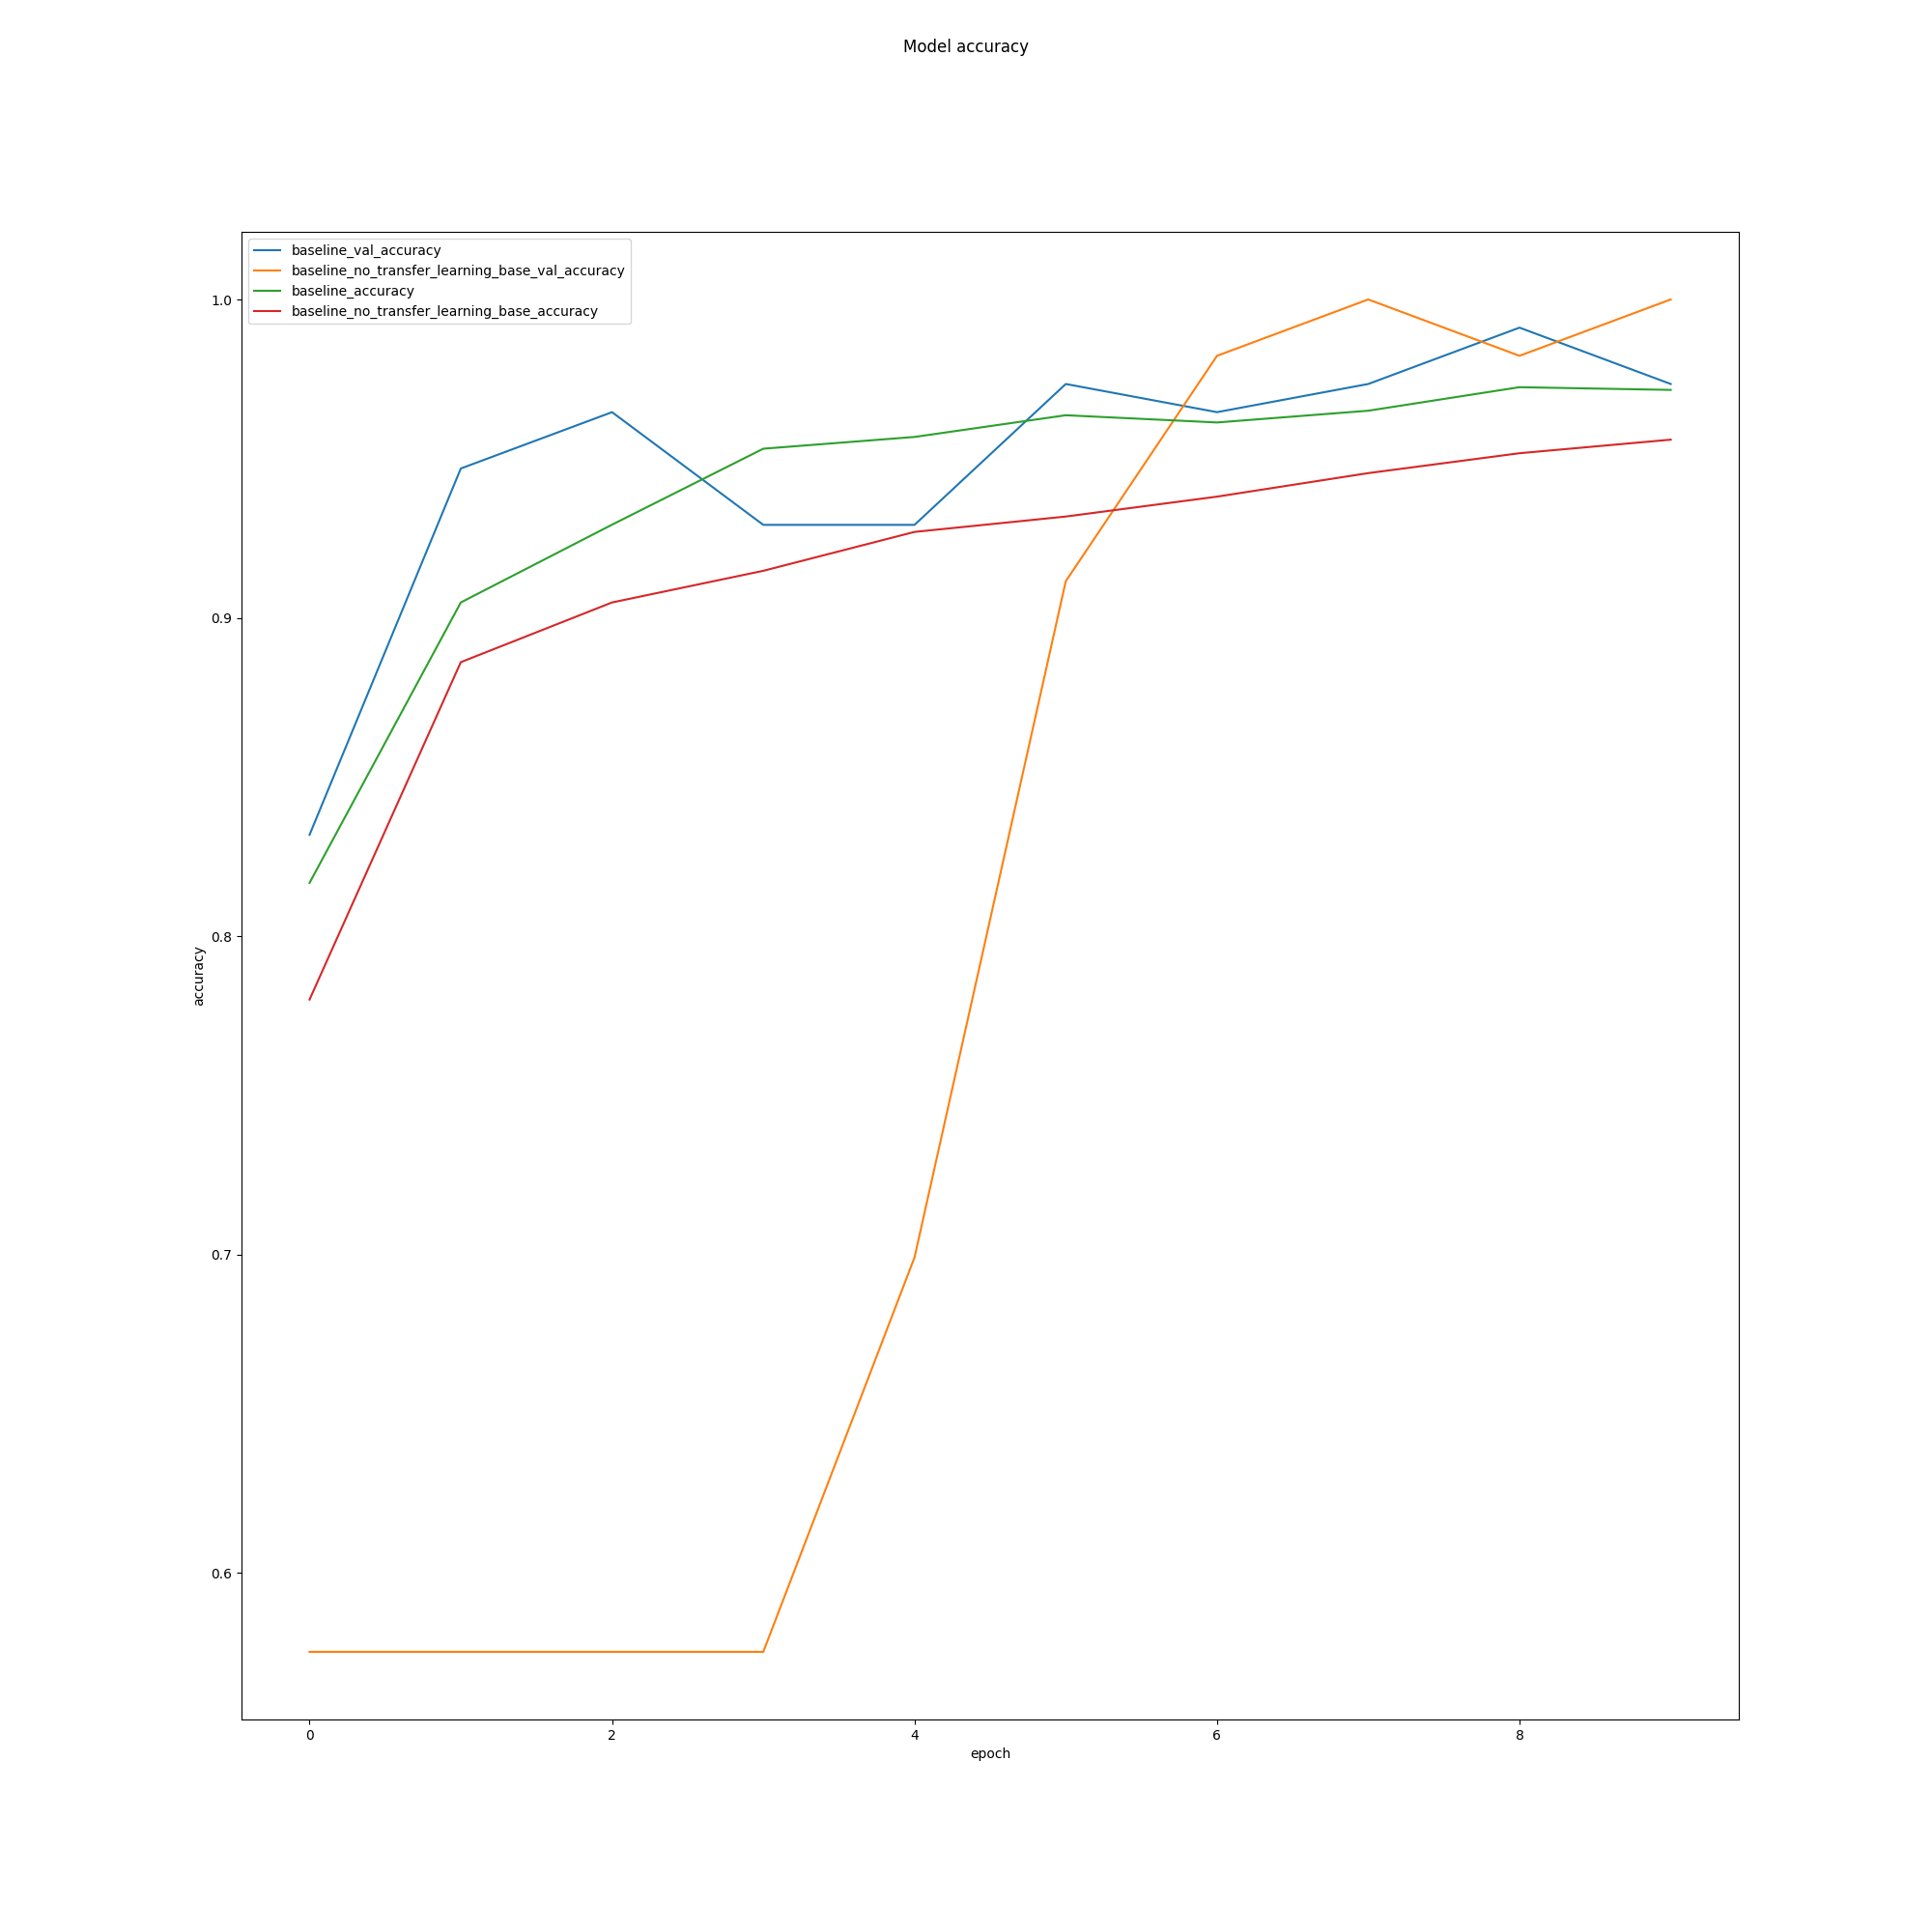 Model accuracy
baseline_val_accuracy
baseline_no_transfer_learning_base_val_accuracy
baseline_accuracy
baseline_no_transfer_learning_base_accuracy
1.0
0.9
0.8
0.7
0.6
accuracy
0 2 4 6 8
epoch